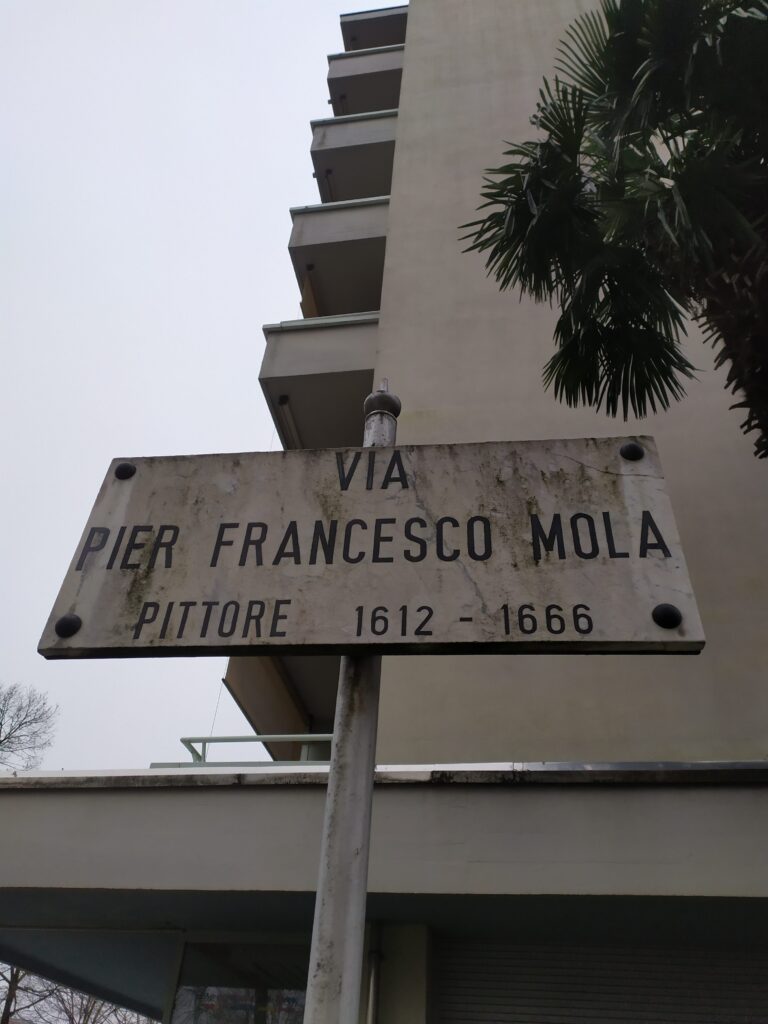 VIA
PIER FRANCESCO MOLA
PITTORE 1612 - 1666